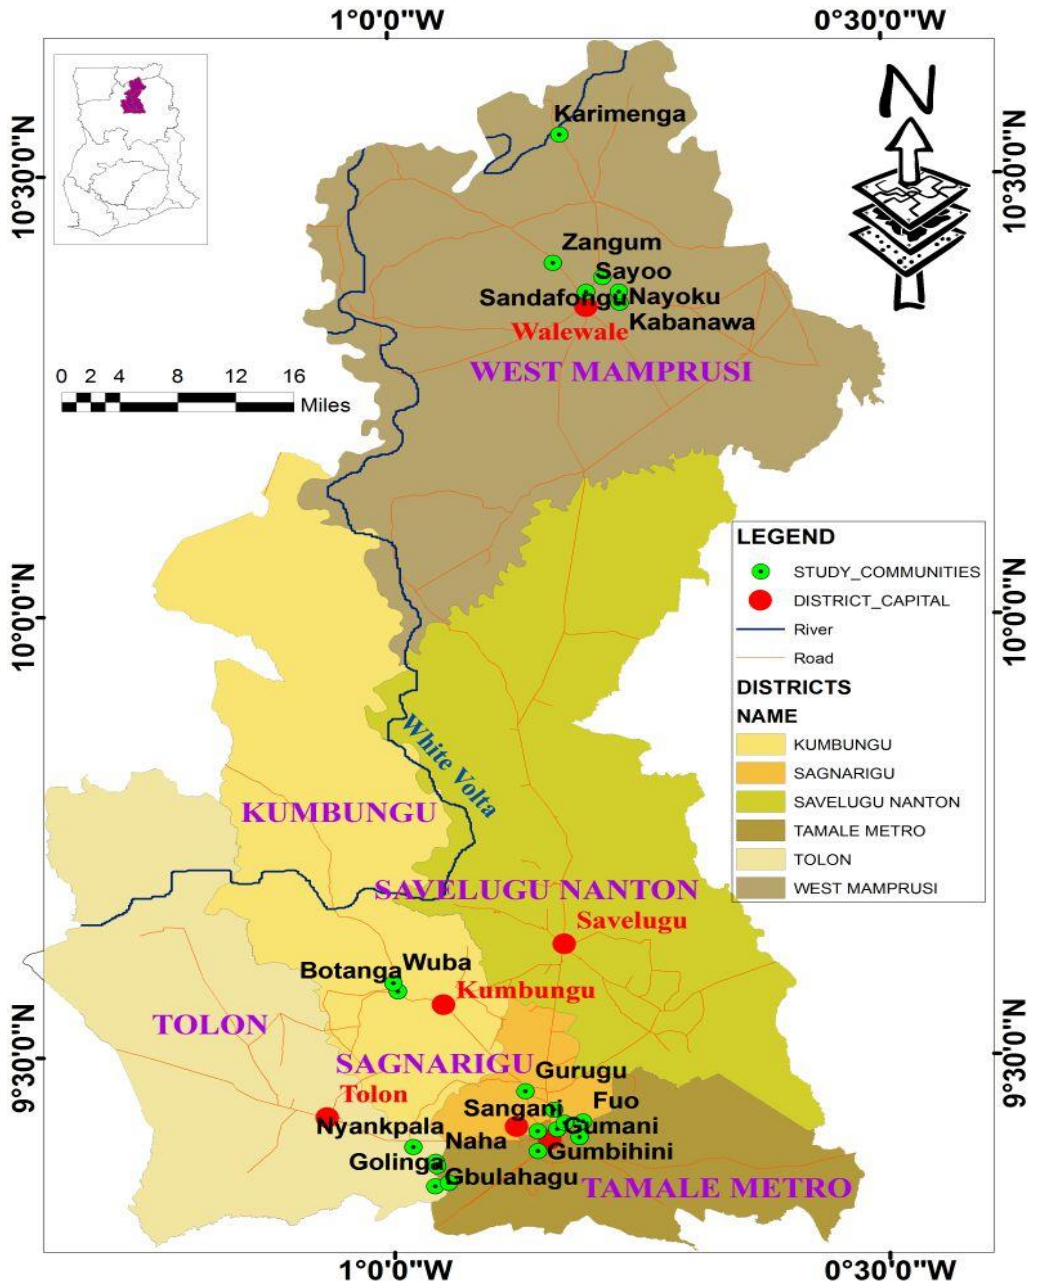 1°0'0"W
0°30'0"W
N
10°30'0"N
10°30'0"N
Karimenga
Zangum
Sayoo
Sandafongu
Nayoku
Kabanawa
Walewale
WEST MAMPRUSI
0 2 4 8 12 16
Miles
LEGEND
STUDY_COMMUNITIES
DISTRICT_CAPITAL
River
Road
DISTRICTS
NAME
KUMBUNGU
SAGNARIGU
SAVELUGU NANTON
TAMALE METRO
TOLON
WEST MAMPRUSI
10°0'0"N
10°0'0"N
White Volta
KUMBUNGU
SAVELUGU NANTON
Savelugu
Wuba
Botanga
Kumbungu
TOLON
9°30'0"N
9°30'0"N
SAGNARIGU
Gurugu
Tolon
Fuo
Sangani
Nyankpala
Gumani
Naha
Gumbihini
Golinga
Gbulahagu
TAMALE METRO
1°0'0"W
0°30'0"W